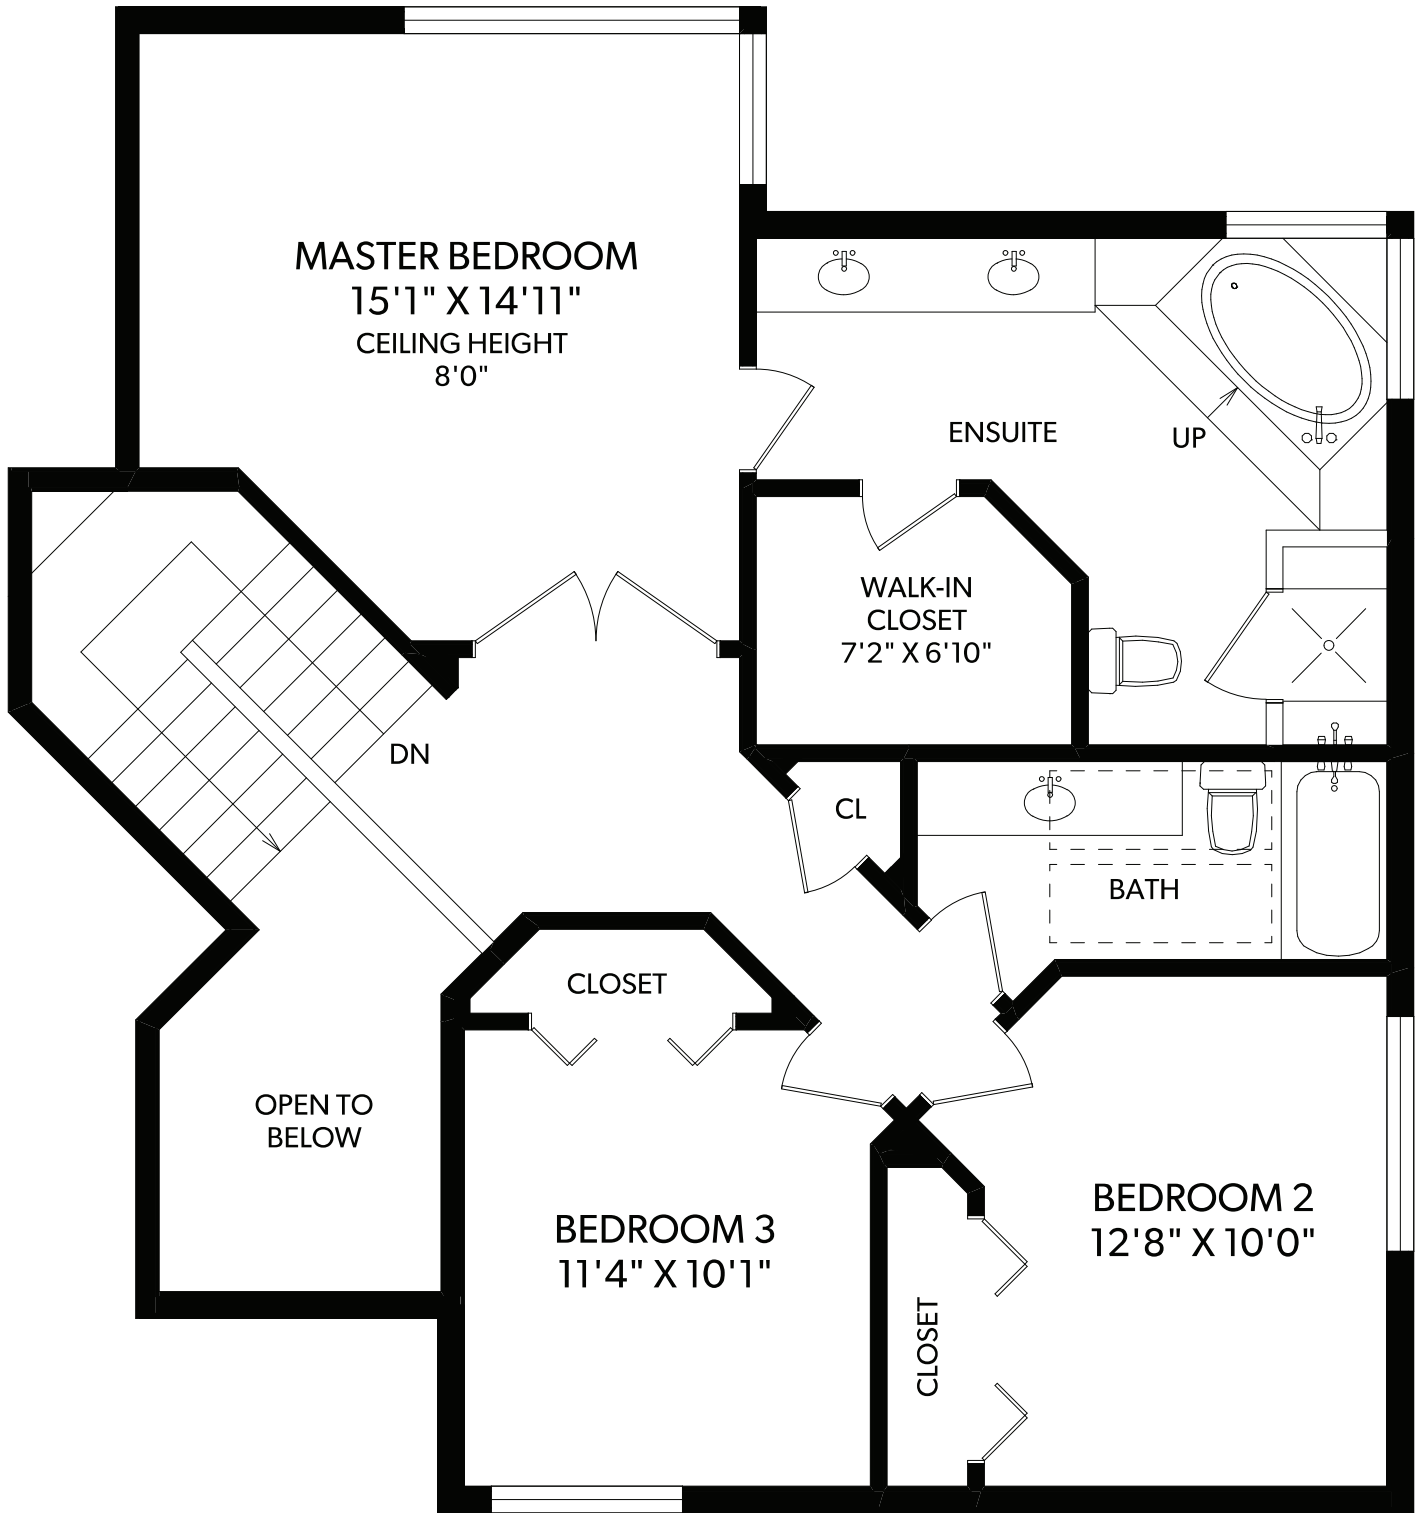 MASTER BEDROOM
15'1" X 14'11"
CEILING HEIGHT
8'0"
ENSUITE
UP
WALK-IN
CLOSET
7'2" X 6'10"
DN
CL
BATH
CLOSET
OPEN TO
BELOW
BEDROOM 3
11'4" X 10'1"
BEDROOM 2
12'8" X 10'0"
CLOSET